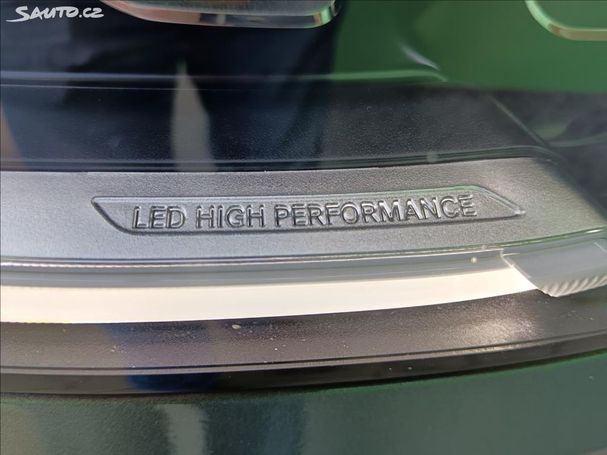 Sauto.cz
LED HIGH PERFORMANCE